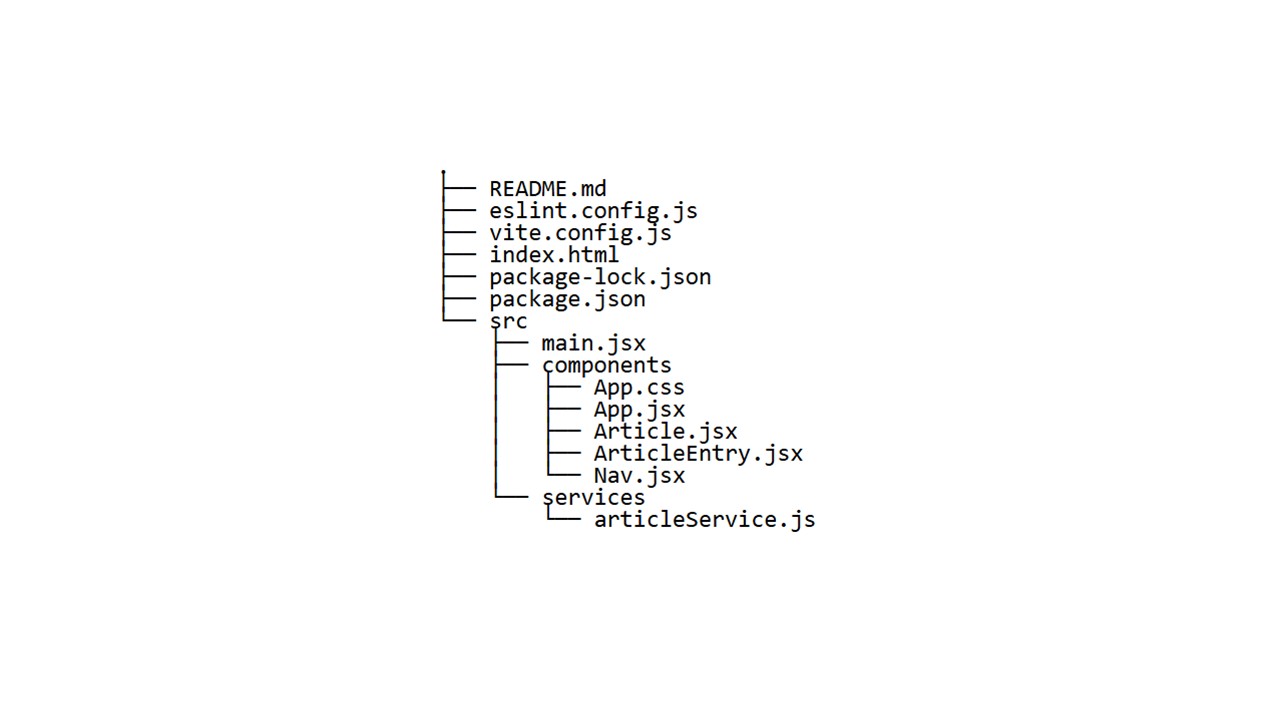 .
├── README.md
├── eslint.config.js
├── vite.config.js
├── index.html
├── package-lock.json
├── package.json
└── src
    ├── main.jsx
    ├── components
    │   ├── App.css
    │   ├── App.jsx
    │   ├── Article.jsx
    │   ├── ArticleEntry.jsx
    │   └── Nav.jsx
    └── services
        └── articleService.js